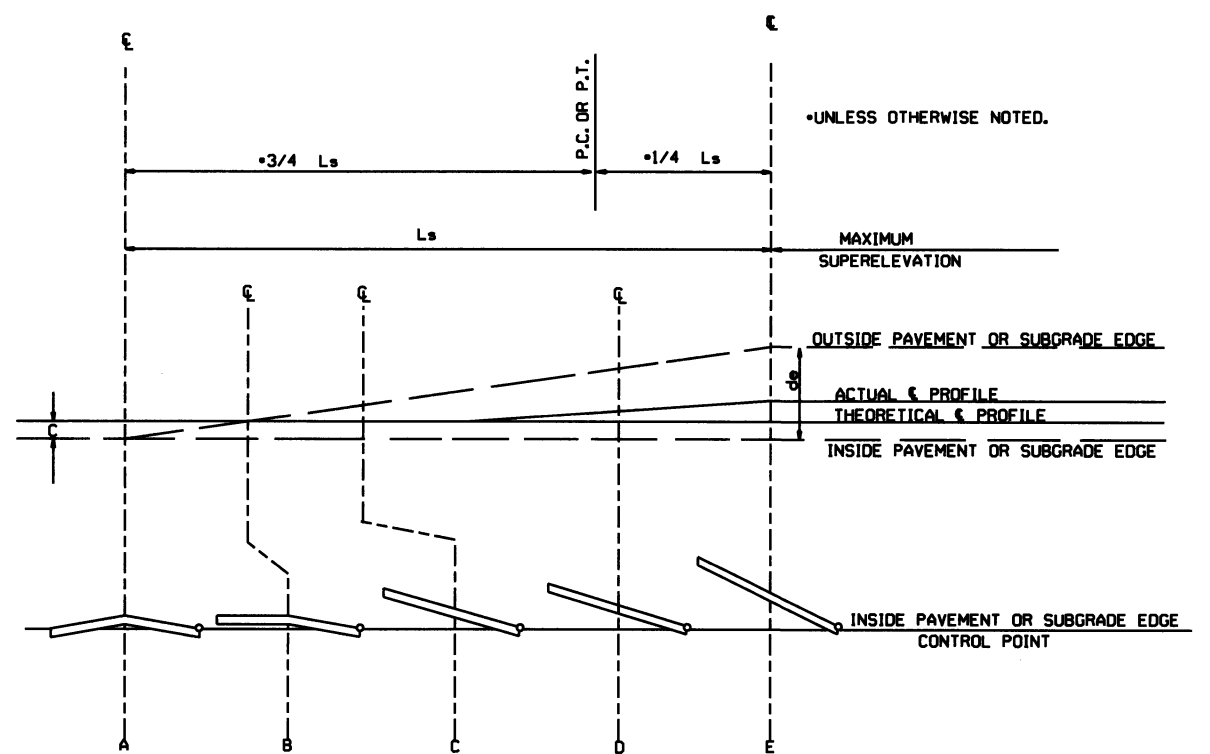 ℄
℄
P.C. OR P.T.
*UNLESS OTHERWISE NOTED.
*3/4 Ls
*1/4 Ls
Ls
MAXIMUM
SUPERELEVATION
℄
℄
℄
OUTSIDE PAVEMENT OR SUBGRADE EDGE
de
ACTUAL ℄ PROFILE
THEORETICAL ℄ PROFILE
C
INSIDE PAVEMENT OR SUBGRADE EDGE
INSIDE PAVEMENT OR SUBGRADE EDGE
CONTROL POINT
A
B
C
D
E